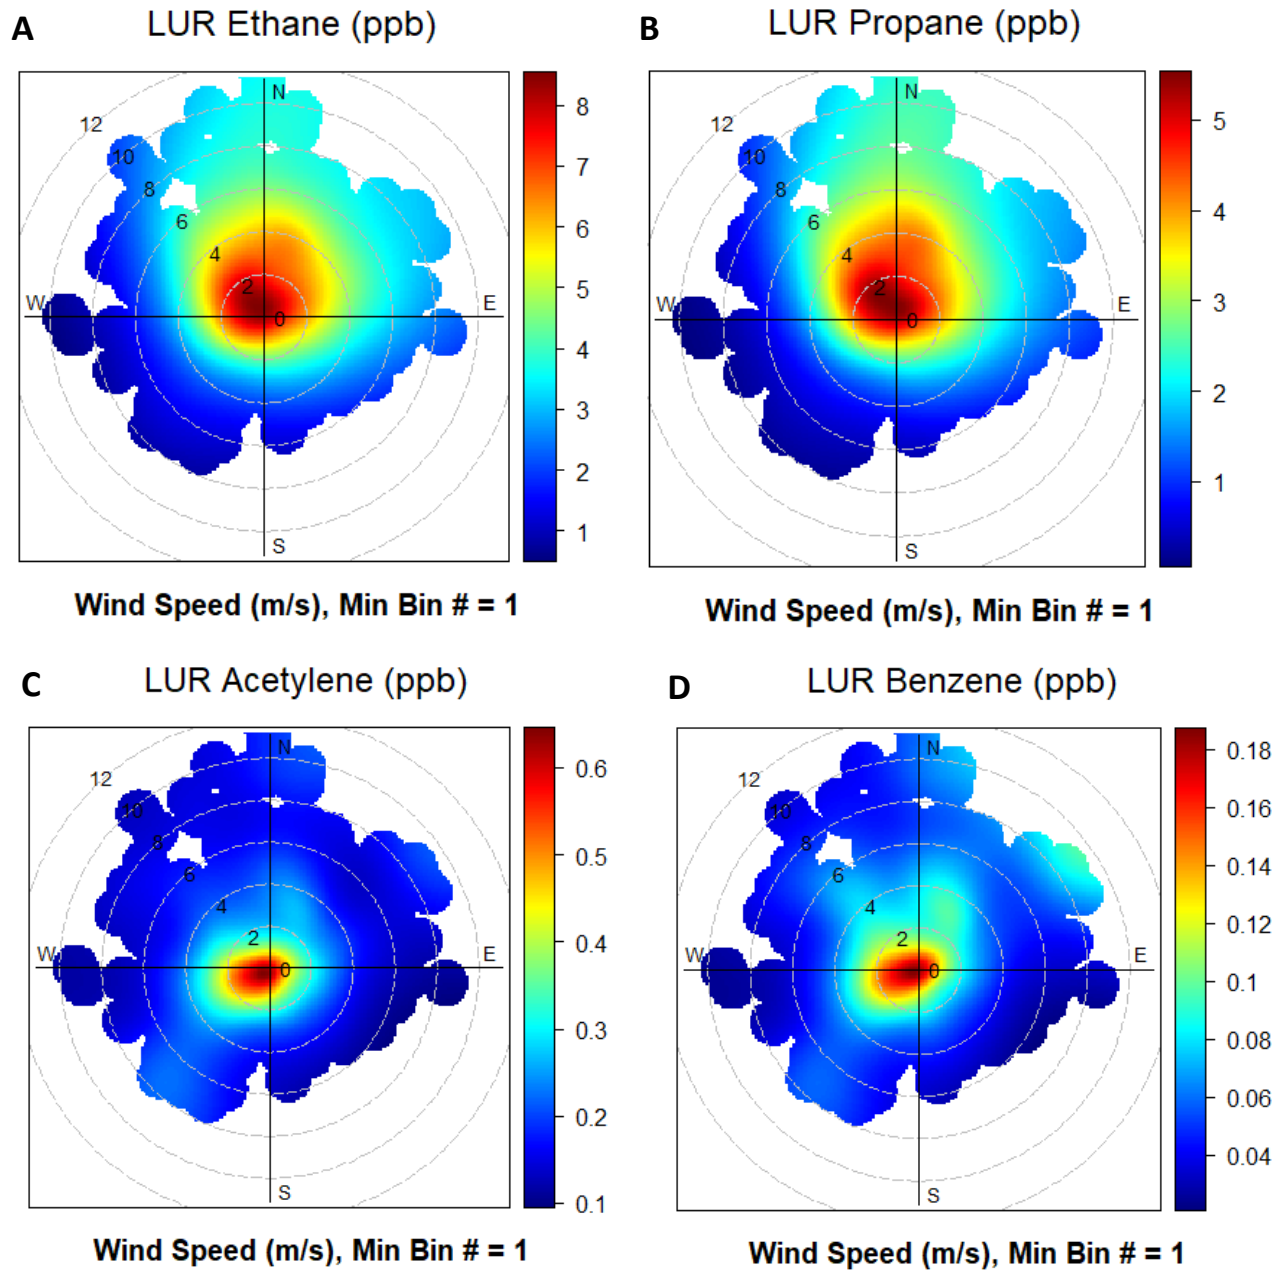 A
LUR Ethane (ppb)
N
12
10
8
6
4
2
0
W
E
S
8
7
6
5
4
3
2
1
Wind Speed (m/s), Min Bin # = 1
B
LUR Propane (ppb)
N
12
10
8
6
4
2
0
W
E
S
5
4
3
2
1
Wind Speed (m/s), Min Bin # = 1
C
LUR Acetylene (ppb)
N
12
10
8
6
4
2
0
W
E
S
0.6
0.5
0.4
0.3
0.2
0.1
Wind Speed (m/s), Min Bin # = 1
D
LUR Benzene (ppb)
N
12
10
8
6
4
2
0
W
E
S
0.18
0.16
0.14
0.12
0.1
0.08
0.06
0.04
Wind Speed (m/s), Min Bin # = 1